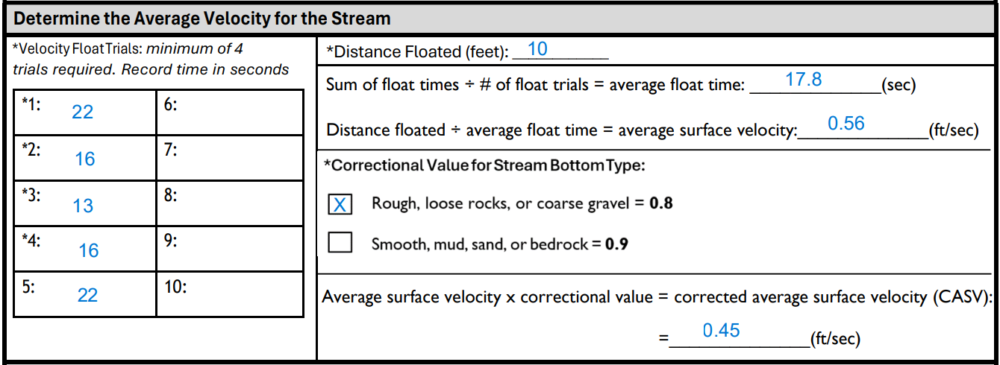 Determine the Average Velocity for the Stream
*Velocity Float Trials: minimum of 4
trials required. Record time in seconds
*1: 22
6:
*2: 16
7:
*3: 13
8:
*4: 16
9:
5: 22
10:
*Distance Floated (feet): 10
Sum of float times ÷ # of float trials = average float time: 17.8 (sec)
Distance floated ÷ average float time = average surface velocity: 0.56 (ft/sec)
*Correctional Value for Stream Bottom Type:
X Rough, loose rocks, or coarse gravel = 0.8
Smooth, mud, sand, or bedrock = 0.9
Average surface velocity x correctional value = corrected average surface velocity (CASV):
= 0.45 (ft/sec)